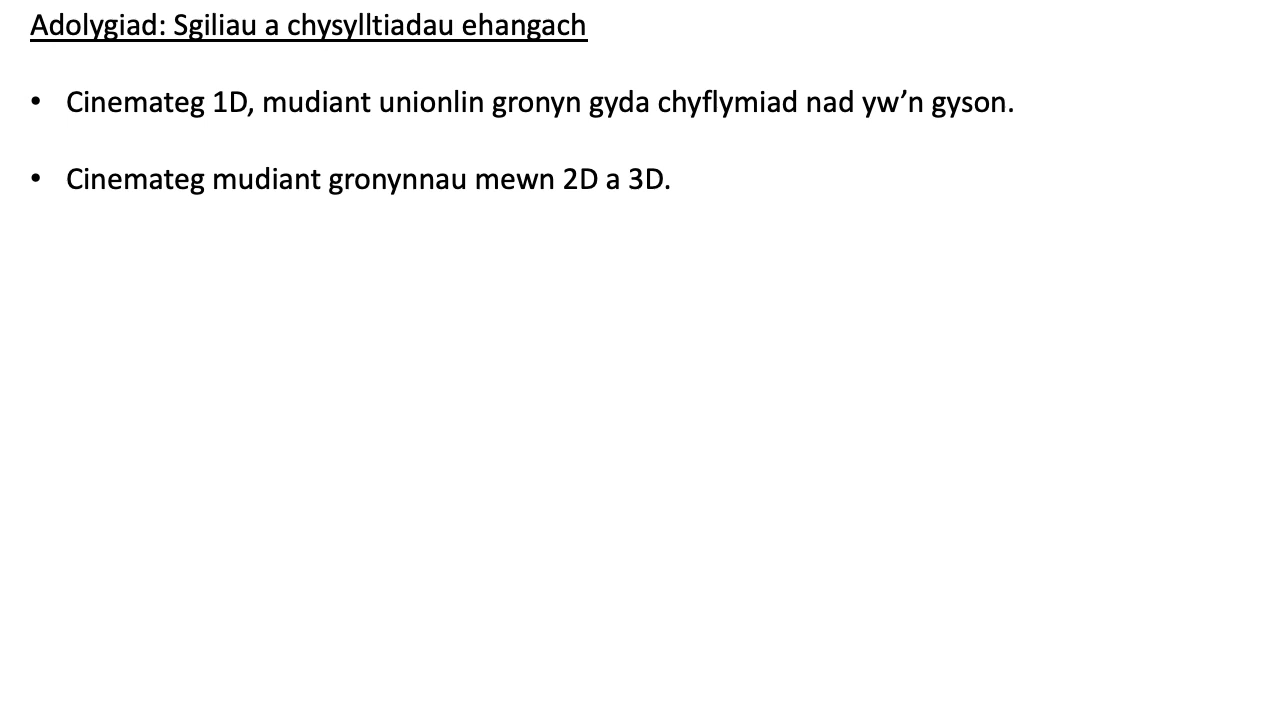 Adolygiad: Sgiliau a chysylltiadau ehangach
• Cinemateg 1D, mudiant unionlin gronyn gyda chyflymiad nad yw’n gyson.
• Cinemateg mudiant gronynnau mewn 2D a 3D.